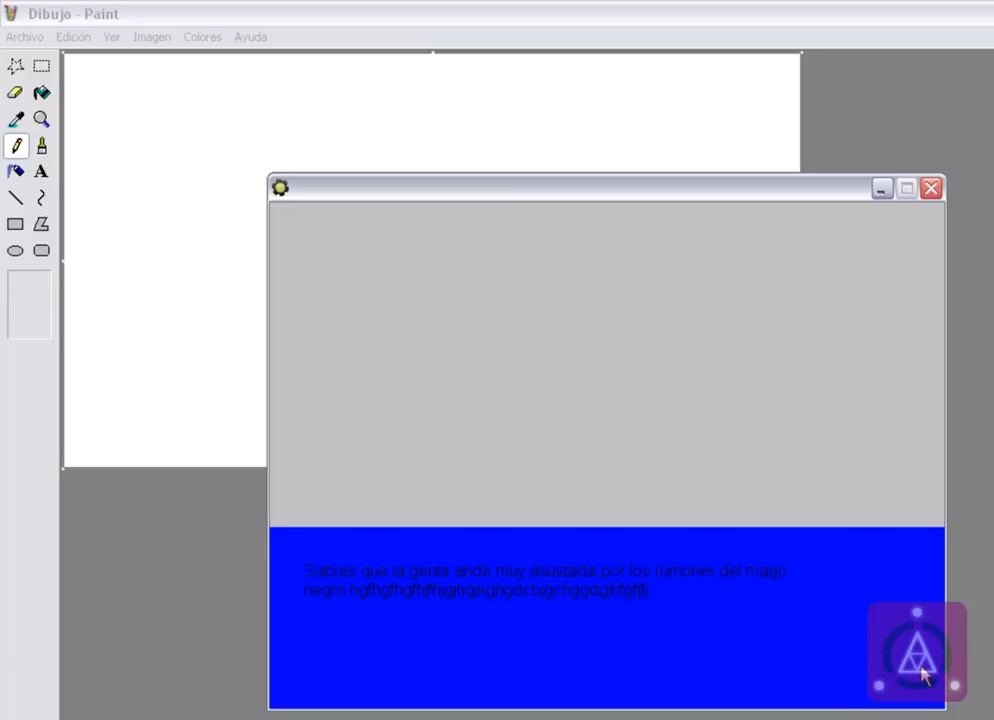 Dibujo - Paint
Archivo Edición Ver Imagen Colores Ayuda
A
Sabias que la gente anda muy asustada por los rumores del mago
negro